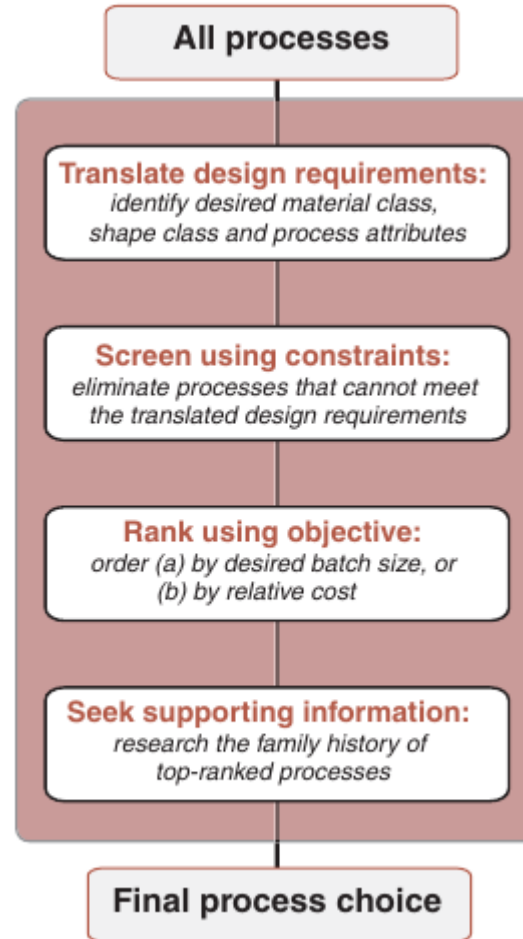 All processes
Translate design requirements:
identify desired material class,
shape class and process attributes
Screen using constraints:
eliminate processes that cannot meet
the translated design requirements
Rank using objective:
order (a) by desired batch size, or
(b) by relative cost
Seek supporting information:
research the family history of
top-ranked processes
Final process choice